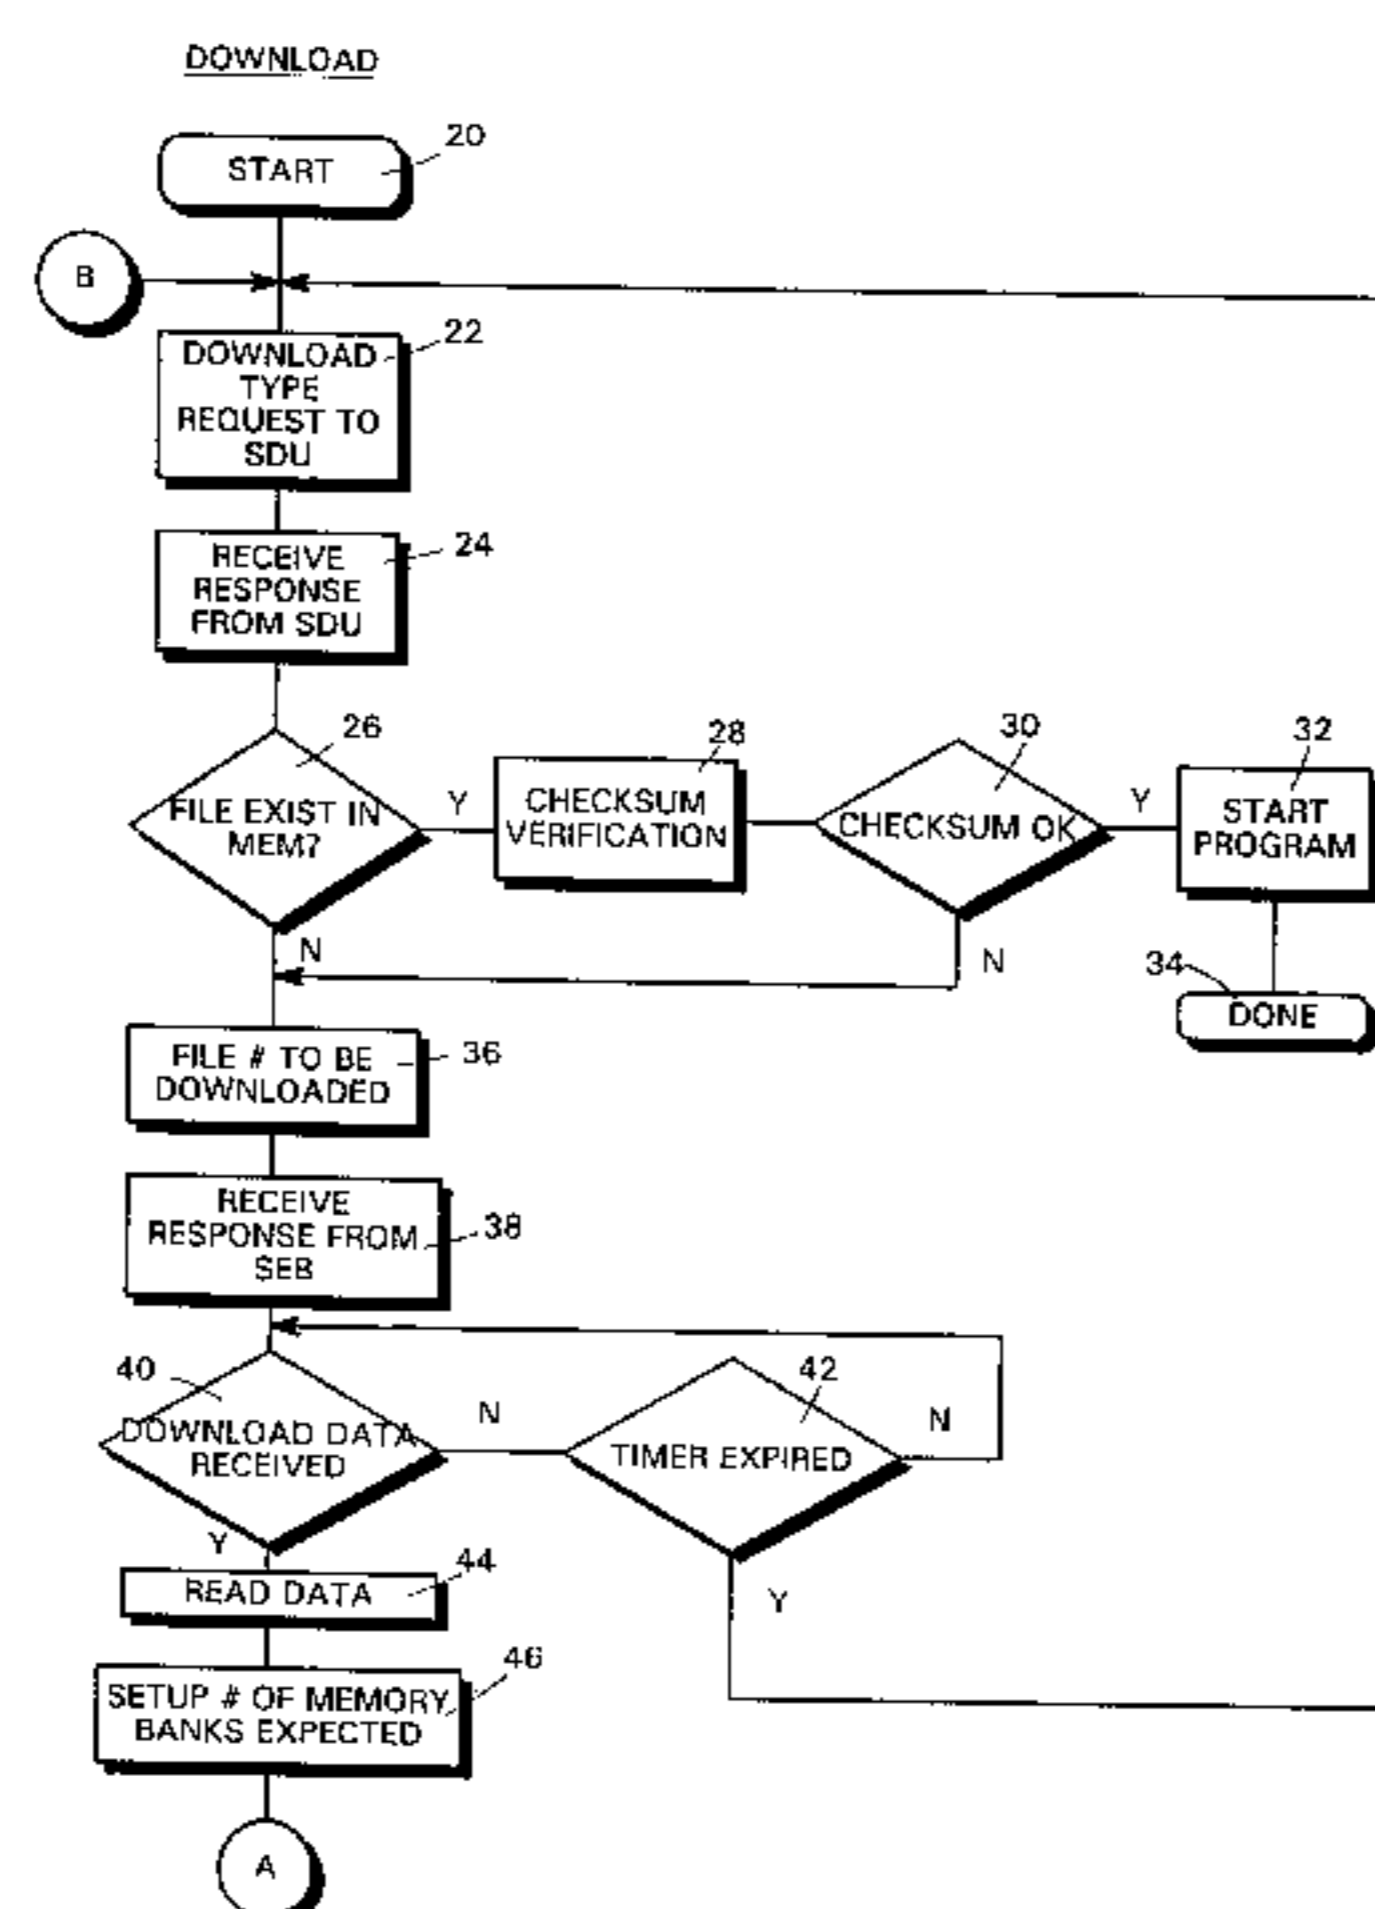 DOWNLOAD
START
20
B
DOWNLOAD
TYPE
REQUEST TO
SDU
22
RECEIVE
RESPONSE
FROM SDU
24
FILE EXIST IN
MEM?
26
Y
N
CHECKSUM
VERIFICATION
28
CHECKSUM OK
30
Y
N
START
PROGRAM
32
34
DONE
FILE # TO BE
DOWNLOADED
36
RECEIVE
RESPONSE FROM
SEB
38
40
DOWNLOAD DATA
RECEIVED
N
Y
TIMER EXPIRED
42
N
Y
READ DATA
44
SETUP # OF MEMORY
BANKS EXPECTED
46
A